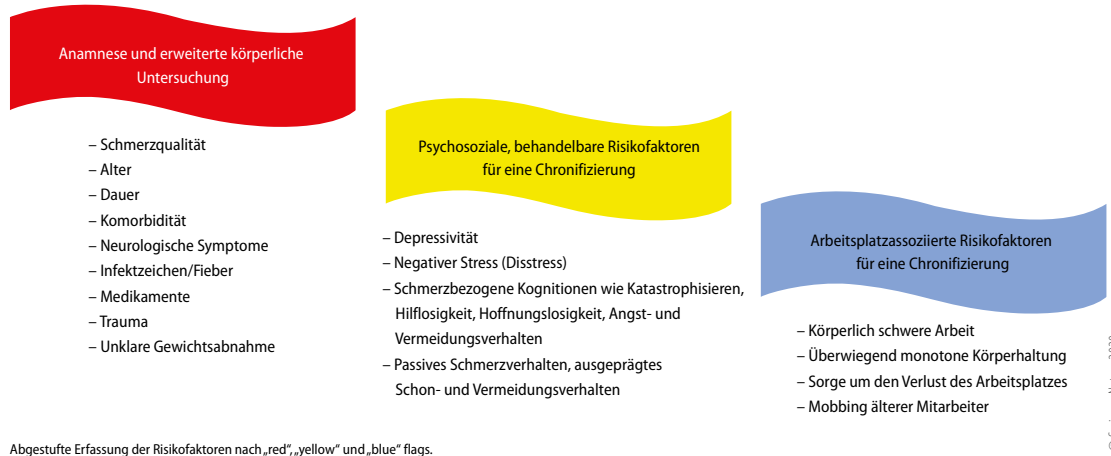 Anamnese und erweiterte körperliche
Untersuchung
– Schmerzqualität
– Alter
– Dauer
– Komorbidität
– Neurologische Symptome
– Infektzeichen/Fieber
– Medikamente
– Trauma
– Unklare Gewichtsabnahme
Psychosoziale, behandelbare Risikofaktoren
für eine Chronifizierung
– Depressivität
– Negativer Stress (Disstress)
– Schmerzbezogene Kognitionen wie Katastrophisieren,
Hilflosigkeit, Hoffnungslosigkeit, Angst- und
Vermeidungsverhalten
– Passives Schmerzverhalten, ausgeprägtes
Schon- und Vermeidungsverhalten
Arbeitsplatzassoziierte Risikofaktoren
für eine Chronifizierung
– Körperlich schwere Arbeit
– Überwiegend monotone Körperhaltung
– Sorge um den Verlust des Arbeitsplatzes
– Mobbing älterer Mitarbeiter
Abgestufte Erfassung der Risikofaktoren nach „red“, „yellow“ und „blue“ flags.